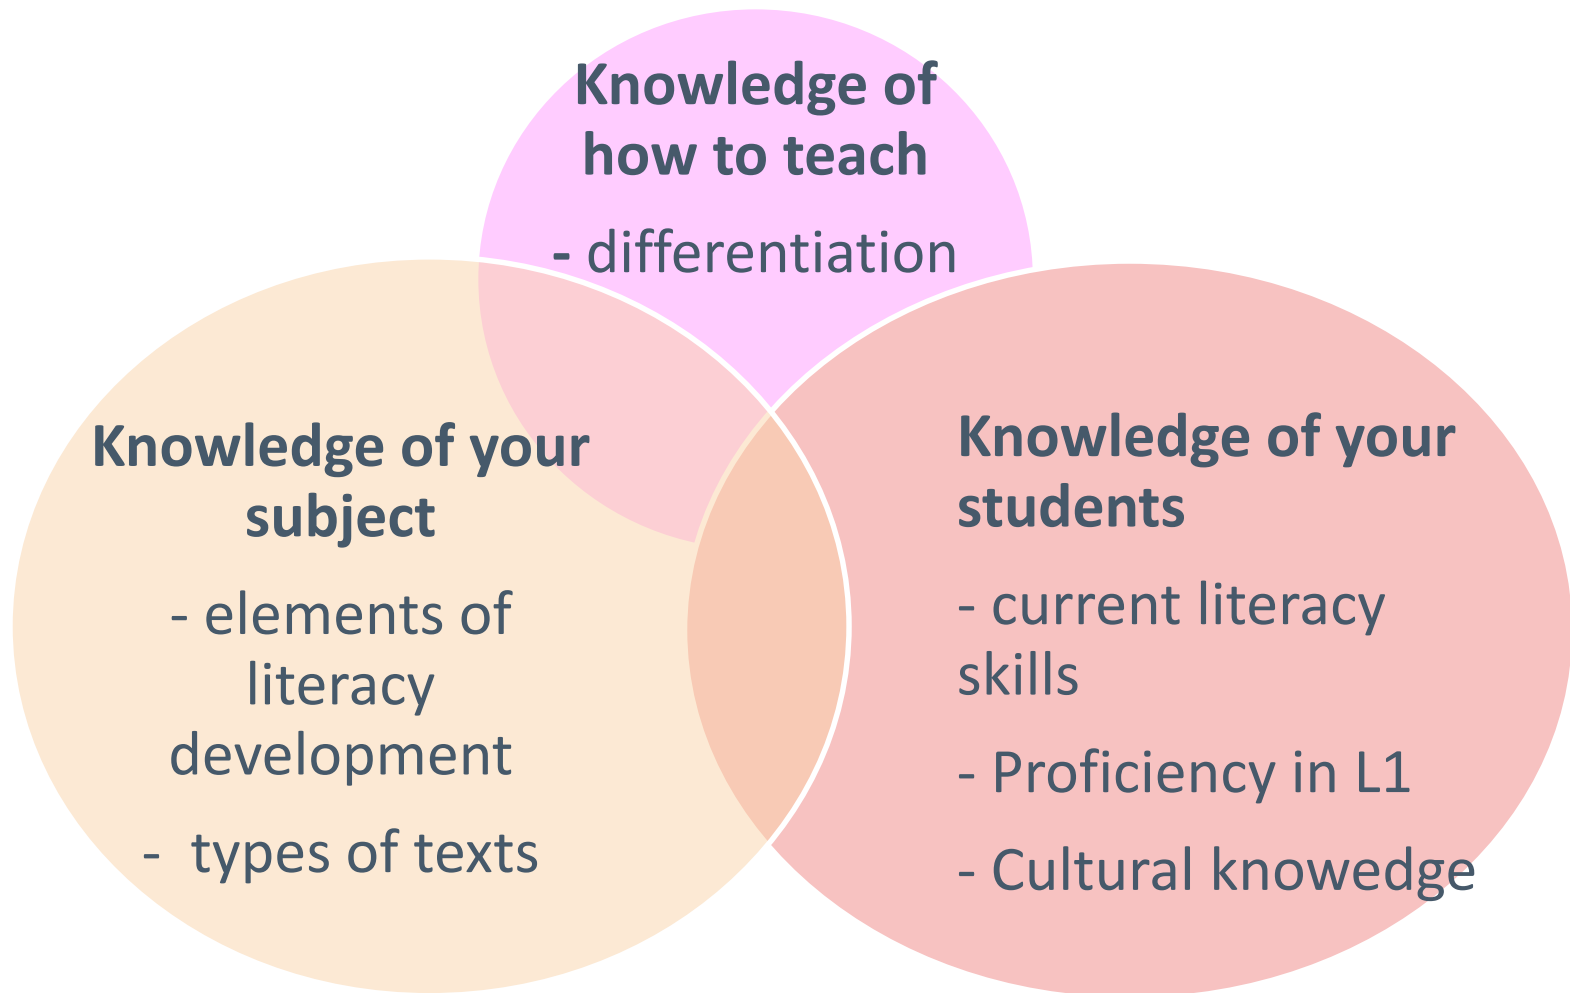 Knowledge of
how to teach
- differentiation
Knowledge of your
subject
- elements of
literacy
development
-  types of texts
Knowledge of your
students
- current literacy
skills
- Proficiency in L1
- Cultural knowedge